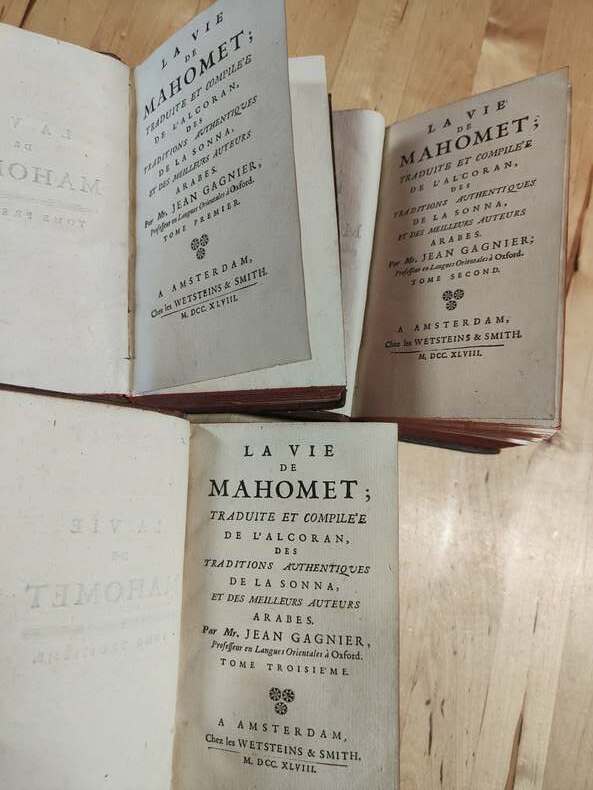 LA VIE
DE
MAHOMET;
TRADUITE ET COMPILE'E
DE L'ALCORAN,
DES
TRADITIONS AUTHENTIQUES
DE LA SONNA,
ET DES MEILLEURS AUTEURS
ARABES.
Par Mr. JEAN GAGNIER,
Professeur en Langues Orientales à Oxford.
TOME PREMIER.
A AMSTERDAM,
Chez les WETSTEINS & SMITH.
M. DCC. XLVIII.
LA VIE
DE
MAHOMET;
TRADUITE ET COMPILE'E
DE L'ALCORAN,
DES
TRADITIONS AUTHENTIQUES
DE LA SONNA,
ET DES MEILLEURS AUTEURS
ARABES.
Par Mr. JEAN GAGNIER;
Professeur en Langues Orientales à Oxford.
TOME SECOND.
A AMSTERDAM,
Chez les WETSTEINS & SMITH.
M. DCC. XLVIII.
LA VIE
DE
MAHOMET;
TRADUITE ET COMPILE'E
DE L'ALCORAN,
DES
TRADITIONS AUTHENTIQUES
DE LA SONNA,
ET DES MEILLEURS AUTEURS
ARABES.
Par Mr. JEAN GAGNIER,
Professeur en Langues Orientales à Oxford.
TOME TROISIEME.
A AMSTERDAM,
Chez les WETSTEINS & SMITH,
M. DCC. XLVIII.